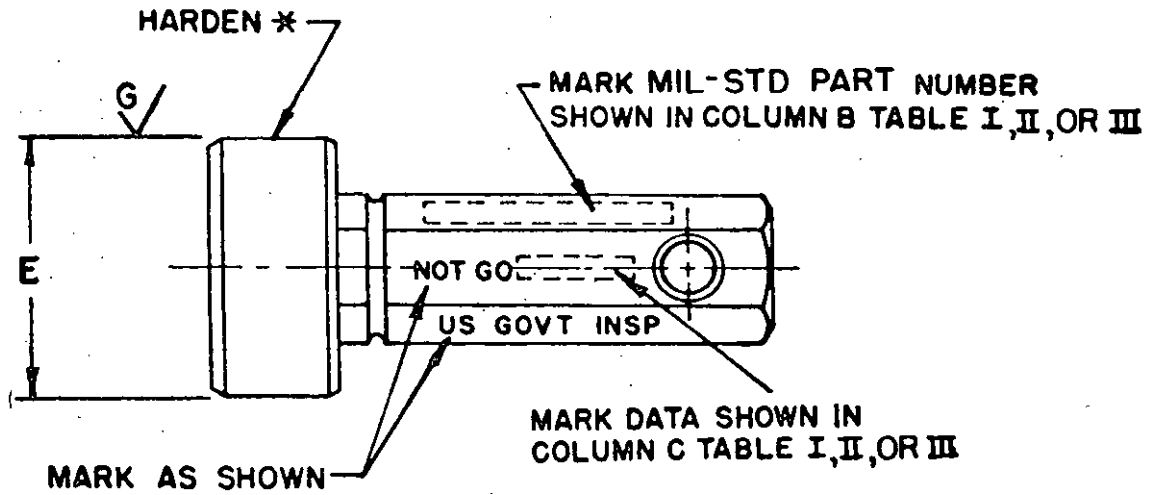 HARDEN *
G
MARK MIL-STD PART NUMBER
SHOWN IN COLUMN B TABLE I,II,OR III
E
NOT GO
US GOVT INSP
MARK DATA SHOWN IN
COLUMN C TABLE I,II,OR III
MARK AS SHOWN